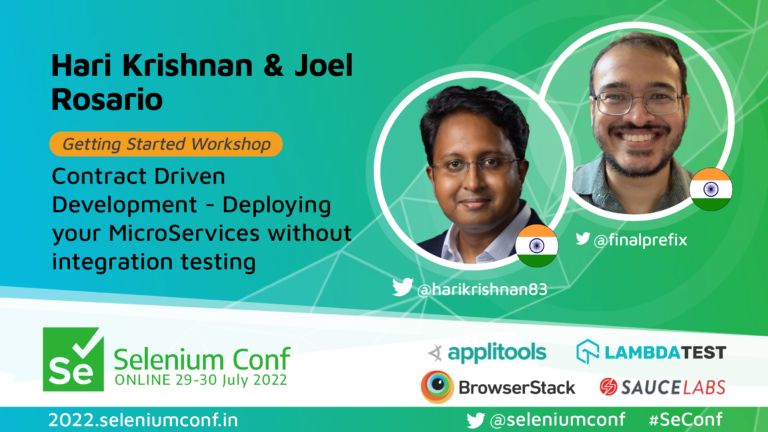 Hari Krishnan & Joel
Rosario
Getting Started Workshop
Contract Driven
Development - Deploying
your MicroServices without
integration testing
@harikrishnan83
@finalprefix
Se
Selenium Conf
ONLINE 29-30 July 2022
applitools
LAMBDATEST
BrowserStack
SAUCELABS
2022.seleniumconf.in
@seleniumconf
#SeConf